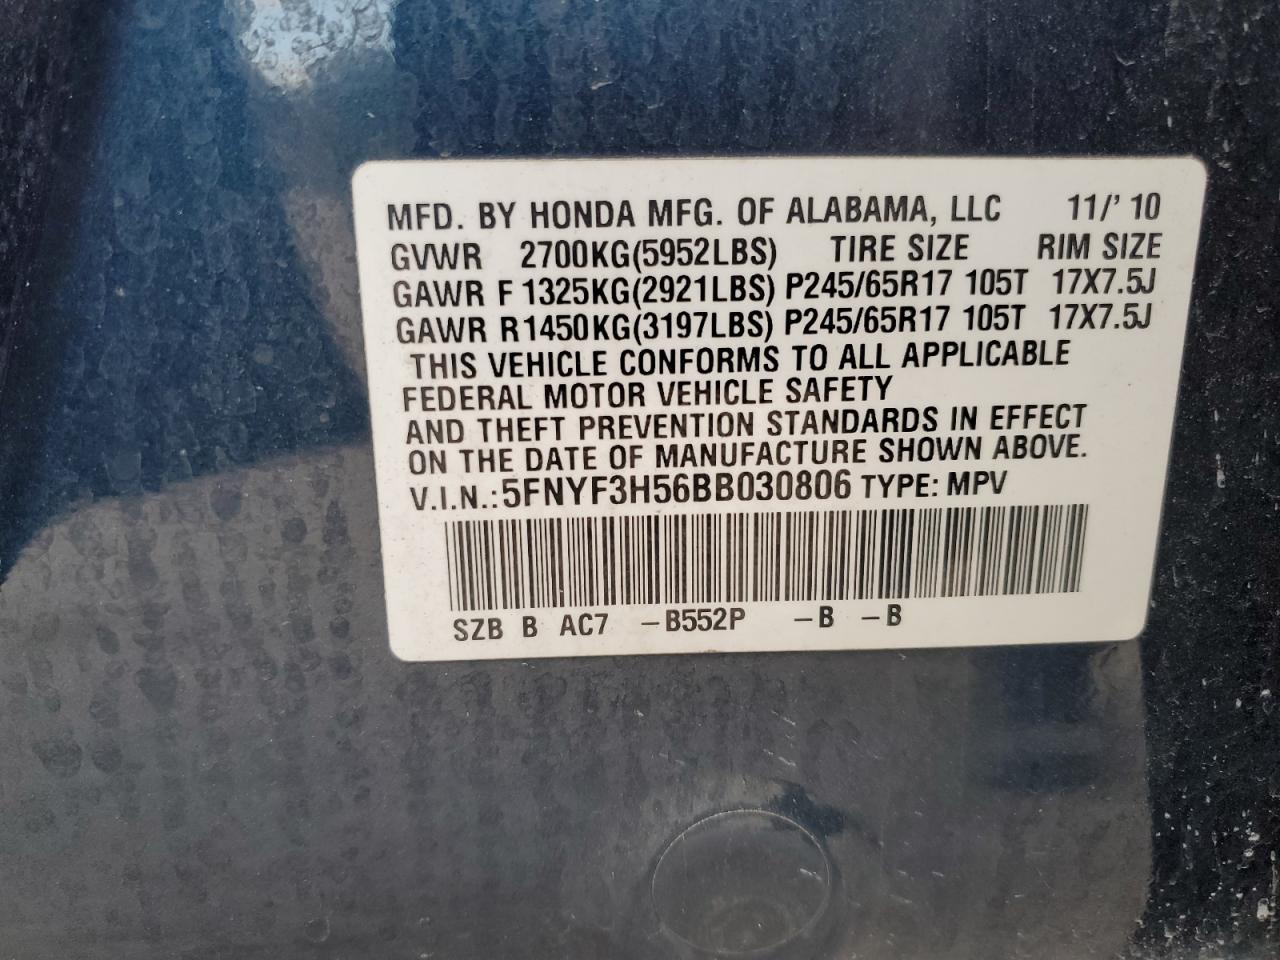 MFD. BY HONDA MFG. OF ALABAMA, LLC 11/' 10
GVWR 2700KG(5952LBS) TIRE SIZE RIM SIZE
GAWR F 1325KG(2921LBS) P245/65R17 105T 17X7.5J
GAWR R1450KG(3197LBS) P245/65R17 105T 17X7.5J
THIS VEHICLE CONFORMS TO ALL APPLICABLE
FEDERAL MOTOR VEHICLE SAFETY
AND THEFT PREVENTION STANDARDS IN EFFECT
ON THE DATE OF MANUFACTURE SHOWN ABOVE.
V.I.N.:5FNYF3H56BB030806 TYPE: MPV
SZB B AC7 –B552P –B –B